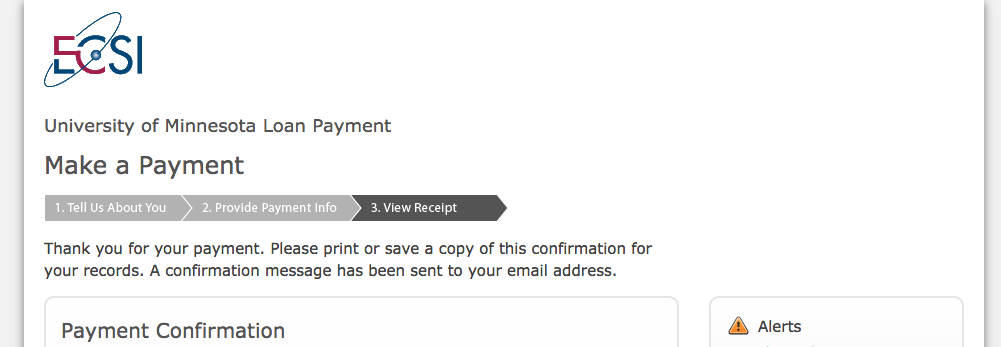 ECSI
University of Minnesota Loan Payment
Make a Payment
1. Tell Us About You
2. Provide Payment Info
3. View Receipt
Thank you for your payment. Please print or save a copy of this confirmation for
your records. A confirmation message has been sent to your email address.
Payment Confirmation
Alerts